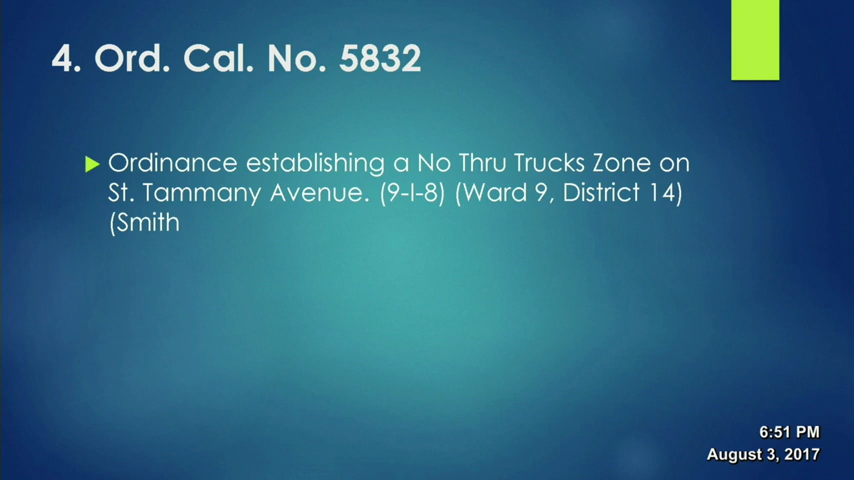 4. Ord. Cal. No. 5832
Ordinance establishing a No Thru Trucks Zone on
St. Tammany Avenue. (9-I-8) (Ward 9, District 14)
(Smith
6:51 PM
August 3, 2017